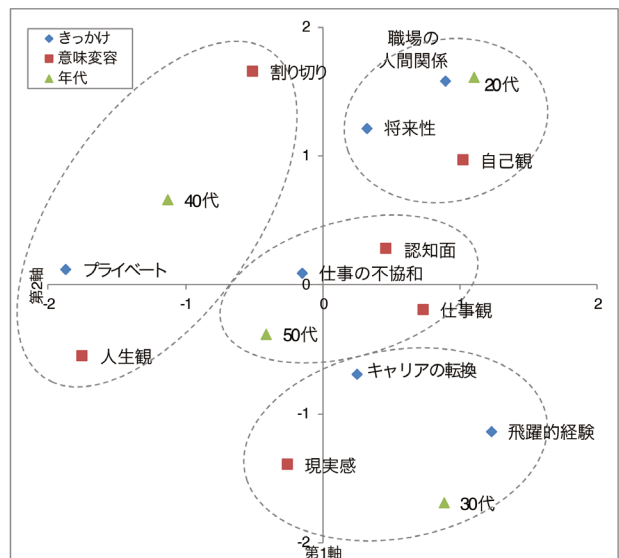 きっかけ
意味変容
年代
2
職場の
人間関係
割り切り
20代
将来性
1
自己観
40代
認知面
プライベート
仕事の不協和
第2軸
-2
-1
0
0
1
2
仕事観
50代
キャリアの転換
-1
飛躍的経験
現実感
人生観
30代
-2
第1軸